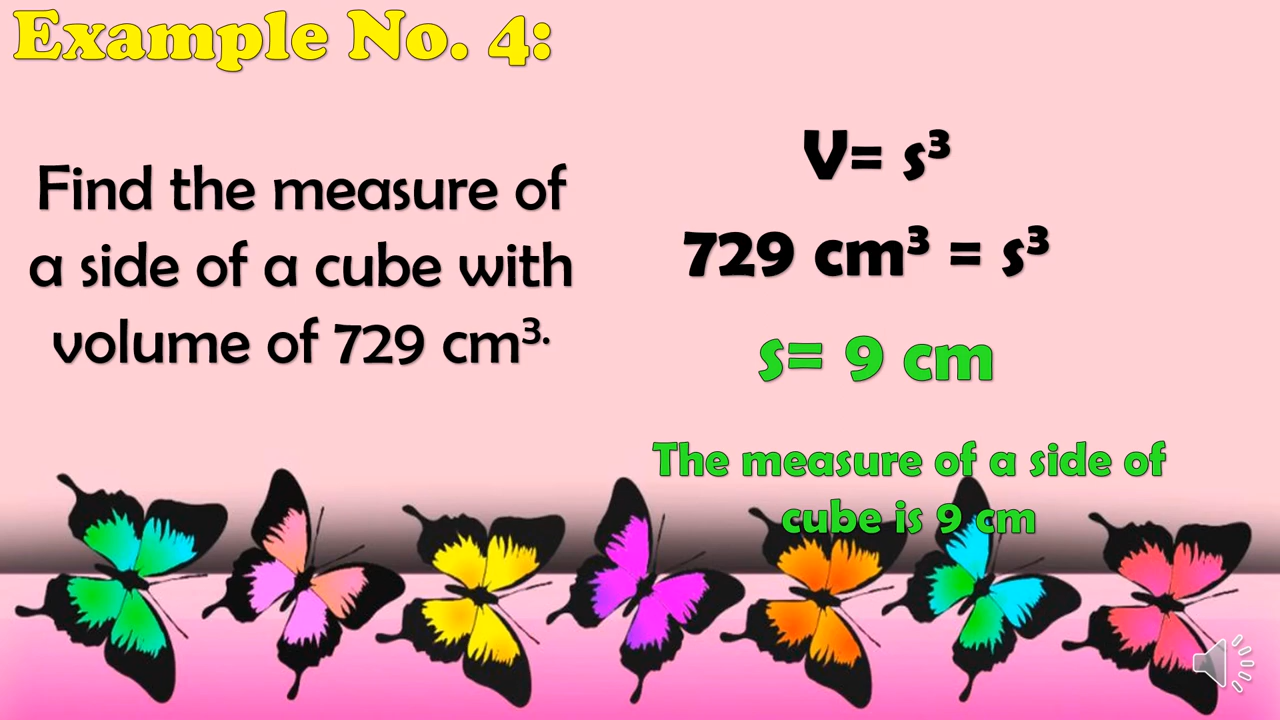 Example No. 4:
Find the measure of
a side of a cube with
volume of 729 cm³·
V= s³
729 cm³ = s³
s= 9 cm
The measure of a side of
cube is 9 cm